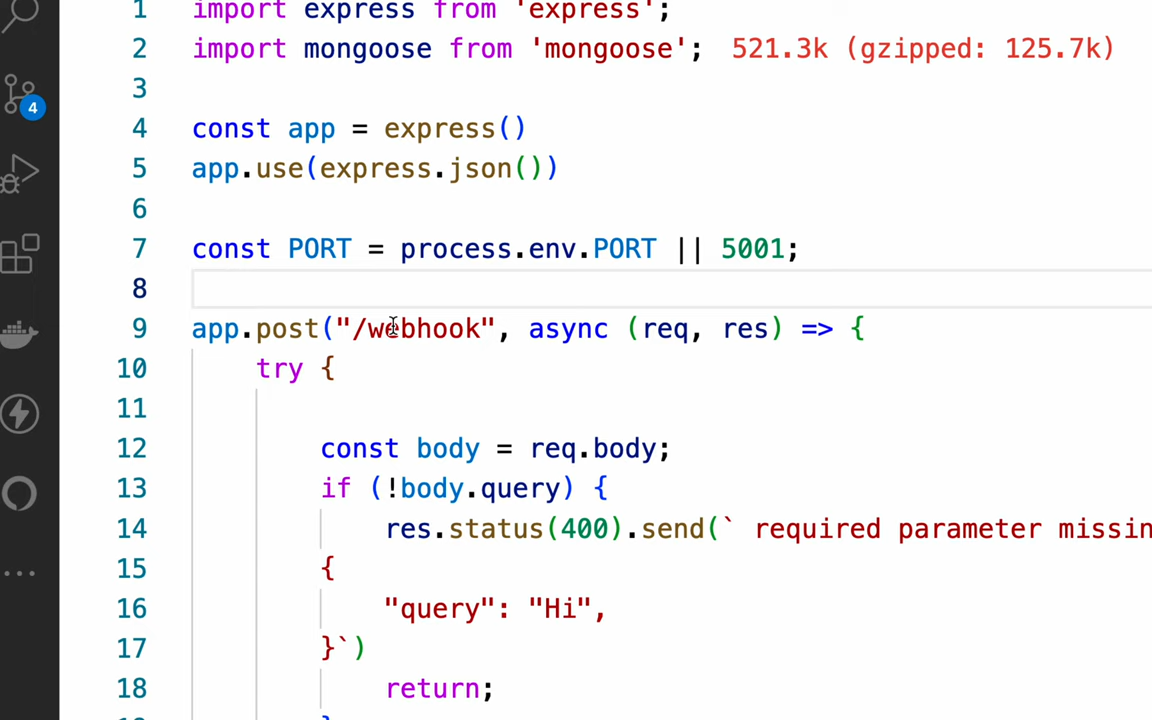 1 import express from 'express';
2 import mongoose from 'mongoose'; 521.3k (gzipped: 125.7k)
3
4 const app = express()
5 app.use(express.json())
6
7 const PORT = process.env.PORT || 5001;
8
9 app.post("/webhook", async (req, res) => {
10 try {
11
12 const body = req.body;
13 if (!body.query) {
14 res.status(400).send(` required parameter missin
15 {
16 "query": "Hi",
17 }`)
18 return;
4